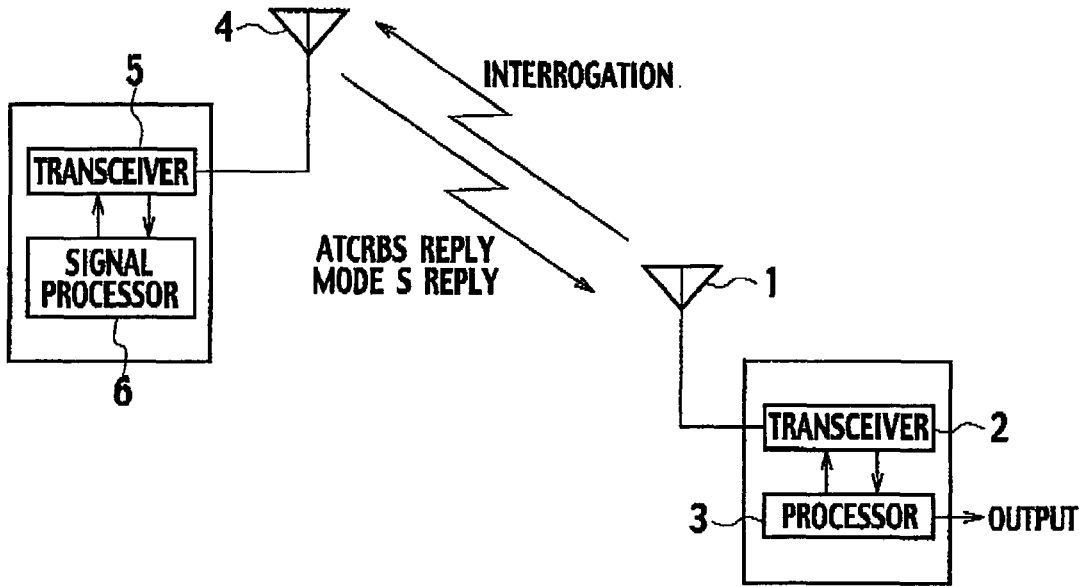 4
INTERROGATION
5
TRANSCEIVER
SIGNAL
PROCESSOR
6
ATCRBS REPLY
MODE S REPLY
1
TRANSCEIVER
2
3
PROCESSOR
OUTPUT